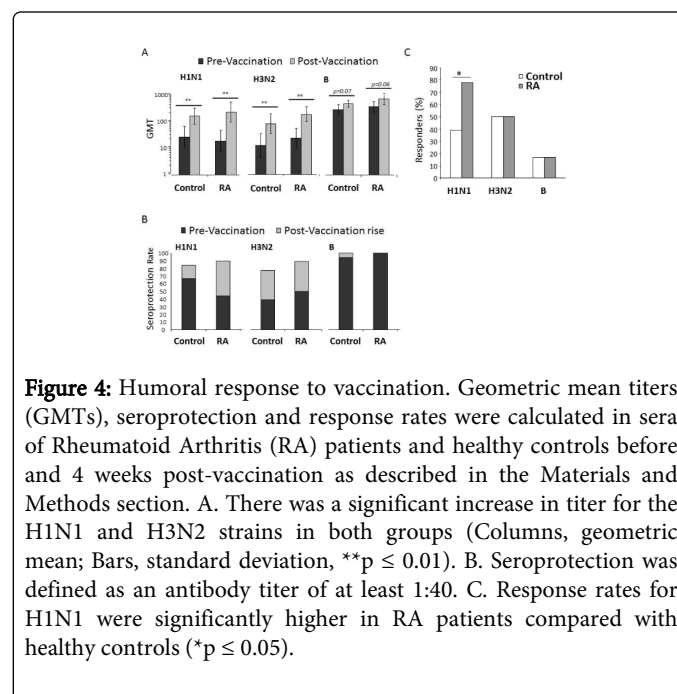 A
■ Pre-Vaccination ■ Post-Vaccination
H1N1
H3N2
B
** ** ** ** p=0.07 p=0.06
GMT
1000
100
10
1
Control RA Control RA Control RA
C
*
□ Control
■ RA
Responders (%)
90
80
70
60
50
40
30
20
10
0
H1N1 H3N2 B
B
■ Pre-Vaccination ■ Post-Vaccination rise
H1N1 H3N2 B
Seroprotection Rate
100
90
80
70
60
50
40
30
20
10
0
Control RA Control RA Control RA
Figure 4: Humoral response to vaccination. Geometric mean titers
(GMTs), seroprotection and response rates were calculated in sera
of Rheumatoid Arthritis (RA) patients and healthy controls before
and 4 weeks post-vaccination as described in the Materials and
Methods section. A. There was a significant increase in titer for the
H1N1 and H3N2 strains in both groups (Columns, geometric
mean; Bars, standard deviation, **p ≤ 0.01). B. Seroprotection was
defined as an antibody titer of at least 1:40. C. Response rates for
H1N1 were significantly higher in RA patients compared with
healthy controls (*p ≤ 0.05).